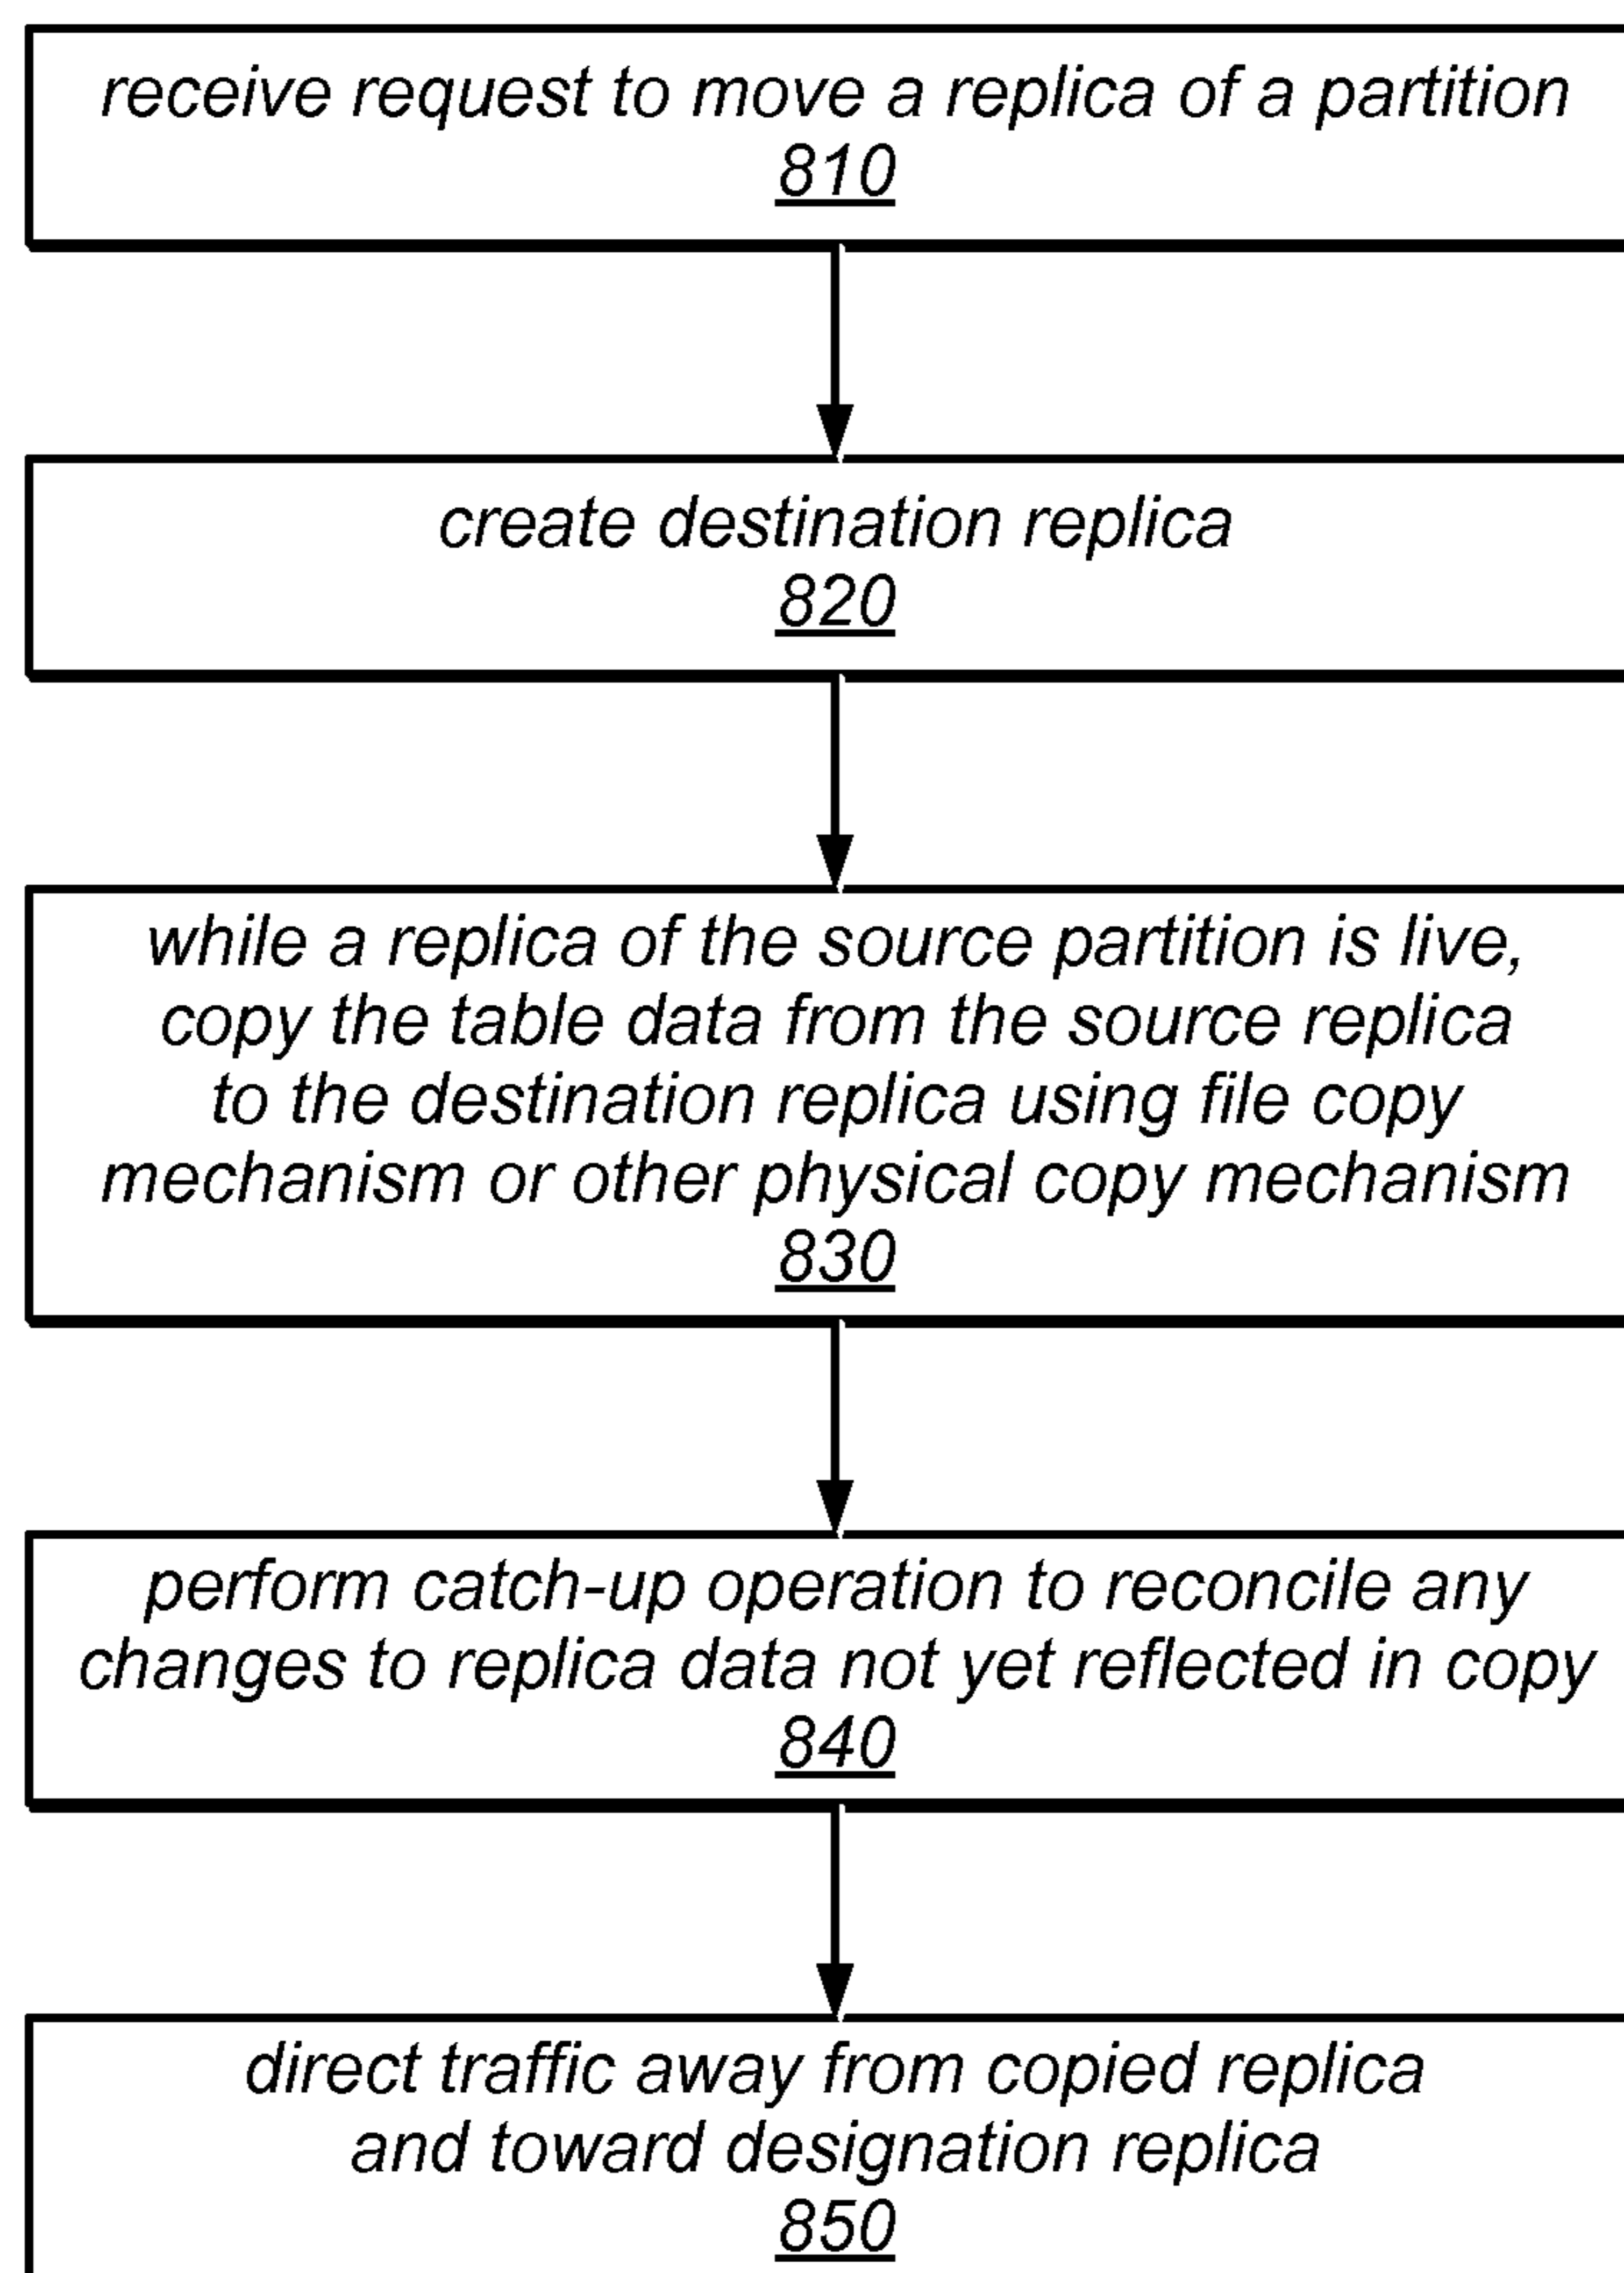 receive request to move a replica of a partition
810
create destination replica
820
while a replica of the source partition is live,
copy the table data from the source replica
to the destination replica using file copy
mechanism or other physical copy mechanism
830
perform catch-up operation to reconcile any
changes to replica data not yet reflected in copy
840
direct traffic away from copied replica
and toward designation replica
850